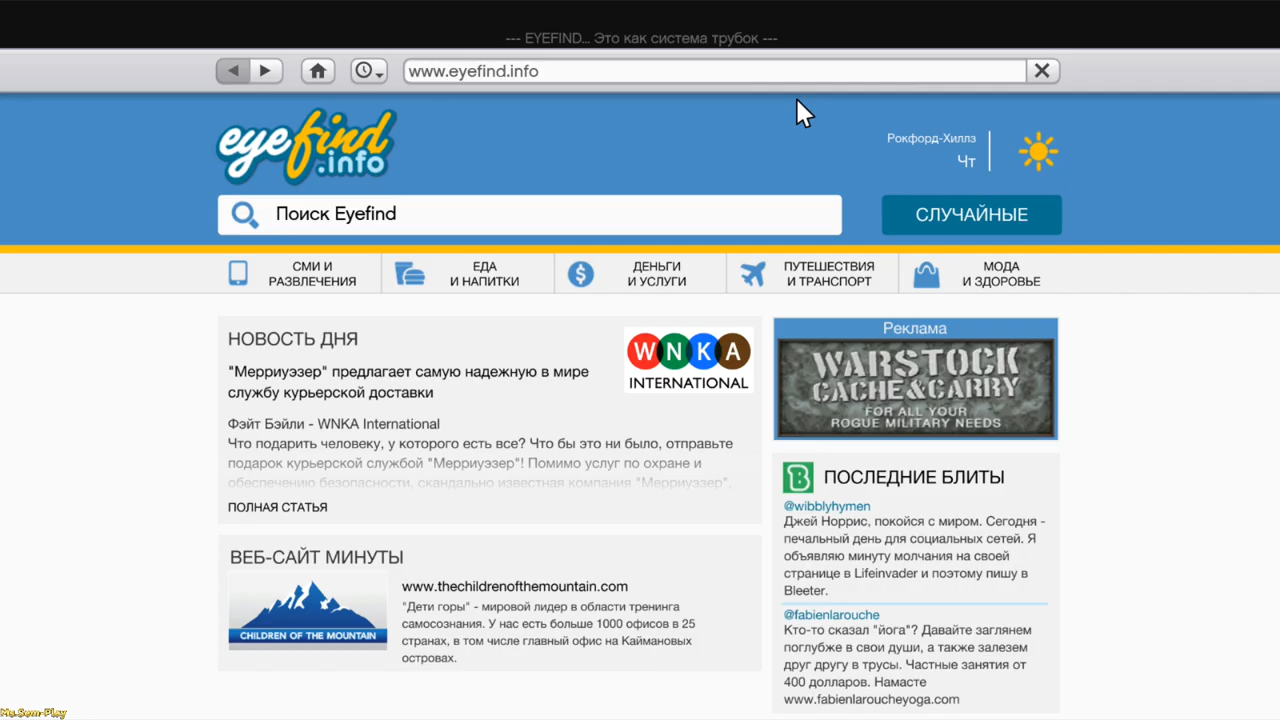 --- EYEFIND... Это как система трубок ---
www.eyefind.info
eyefind
.info
Рокфорд-Хиллз
Чт
Поиск Eyefind
СЛУЧАЙНЫЕ
СМИ И
РАЗВЛЕЧЕНИЯ
ЕДА
И НАПИТКИ
ДЕНЬГИ
И УСЛУГИ
ПУТЕШЕСТВИЯ
И ТРАНСПОРТ
МОДА
И ЗДОРОВЬЕ
НОВОСТЬ ДНЯ
WNKA
INTERNATIONAL
"Мерриуэзер" предлагает самую надежную в мире
службу курьерской доставки
Фэйт Бэйли - WNKA International
Что подарить человеку, у которого есть все? Что бы это ни было, отправьте
подарок курьерской службой "Мерриуэзер"! Помимо услуг по охране и
обеспечению безопасности, скандально известная компания "Мерриуэзер".
ПОЛНАЯ СТАТЬЯ
ВЕБ-САЙТ МИНУТЫ
CHILDREN OF THE MOUNTAIN
www.thechildrenofthemountain.com
"Дети горы" - мировой лидер в области тренинга
самосознания. У нас есть больше 1000 офисов в 25
странах, в том числе главный офис на Каймановых
островах.
Реклама
WARSTOCK
CACHE&CARRY
FOR ALL YOUR
ROGUE MILITARY NEEDS
ПОСЛЕДНИЕ БЛИТЫ
@wibblyhymen
Джей Норрис, покойся с миром. Сегодня -
печальный день для социальных сетей. Я
объявляю минуту молчания на своей
странице в Lifeinvader и поэтому пишу в
Bleeter.
@fabienlarouche
Кто-то сказал "йога"? Давайте заглянем
поглубже в свои души, а также залезем
друг другу в трусы. Частные занятия от
400 долларов. Намасте
www.fabienlaroucheyoga.com
Ms.Sem-Play